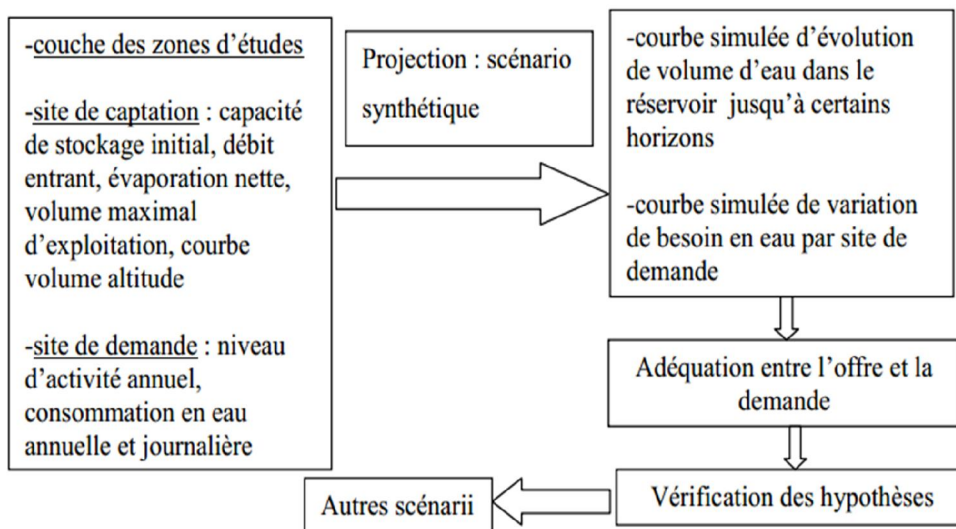 -couche des zones d'études
-site de captation : capacité
de stockage initial, débit
entrant, évaporation nette,
volume maximal
d'exploitation, courbe
volume altitude
-site de demande : niveau
d'activité annuel,
consommation en eau
annuelle et journalière
Projection : scénario
synthétique
-courbe simulée d'évolution
de volume d'eau dans le
réservoir jusqu'à certains
horizons
-courbe simulée de variation
de besoin en eau par site de
demande
Adéquation entre l'offre et la
demande
Vérification des hypothèses
Autres scénarii